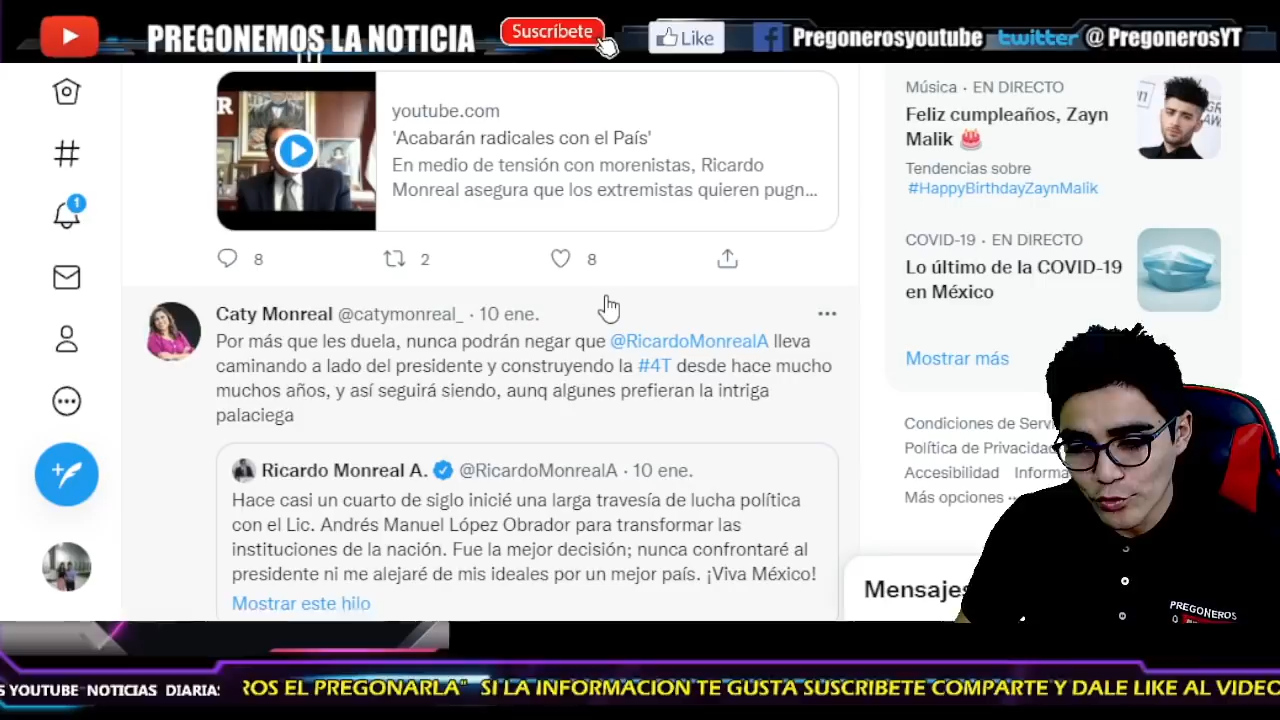 PREGONEMOS LA NOTICIA
Suscríbete
Like
Pregonerosyoutube
twitter @PregonerosYT
youtube.com
'Acabarán radicales con el País'
En medio de tensión con morenistas, Ricardo
Monreal asegura que los extremistas quieren pugn...
8
2
8
Caty Monreal @catymonreal_ · 10 ene.
Por más que les duela, nunca podrán negar que @RicardoMonrealA lleva
caminando a lado del presidente y construyendo la #4T desde hace mucho
muchos años, y así seguirá siendo, aunq algunes prefieran la intriga
palaciega
Ricardo Monreal A. @RicardoMonrealA · 10 ene.
Hace casi un cuarto de siglo inicié una larga travesía de lucha política
con el Lic. Andrés Manuel López Obrador para transformar las
instituciones de la nación. Fue la mejor decisión; nunca confrontaré al
presidente ni me alejaré de mis ideales por un mejor país. ¡Viva México!
Mostrar este hilo
1
Música · EN DIRECTO
Feliz cumpleaños, Zayn
Malik
Tendencias sobre
#HappyBirthdayZaynMalik
COVID-19 · EN DIRECTO
Lo último de la COVID-19
en México
Mostrar más
Condiciones de Servi
Política de Privacidad
Accesibilidad Informa
Más opciones ...
Mensajes
PREGONEROS
S YOUTUBE NOTICIAS DIARIAS
ROS EL PREGONARLA" SI LA INFORMACION TE GUSTA SUSCRIBETE COMPARTE Y DALE LIKE AL VIDEO